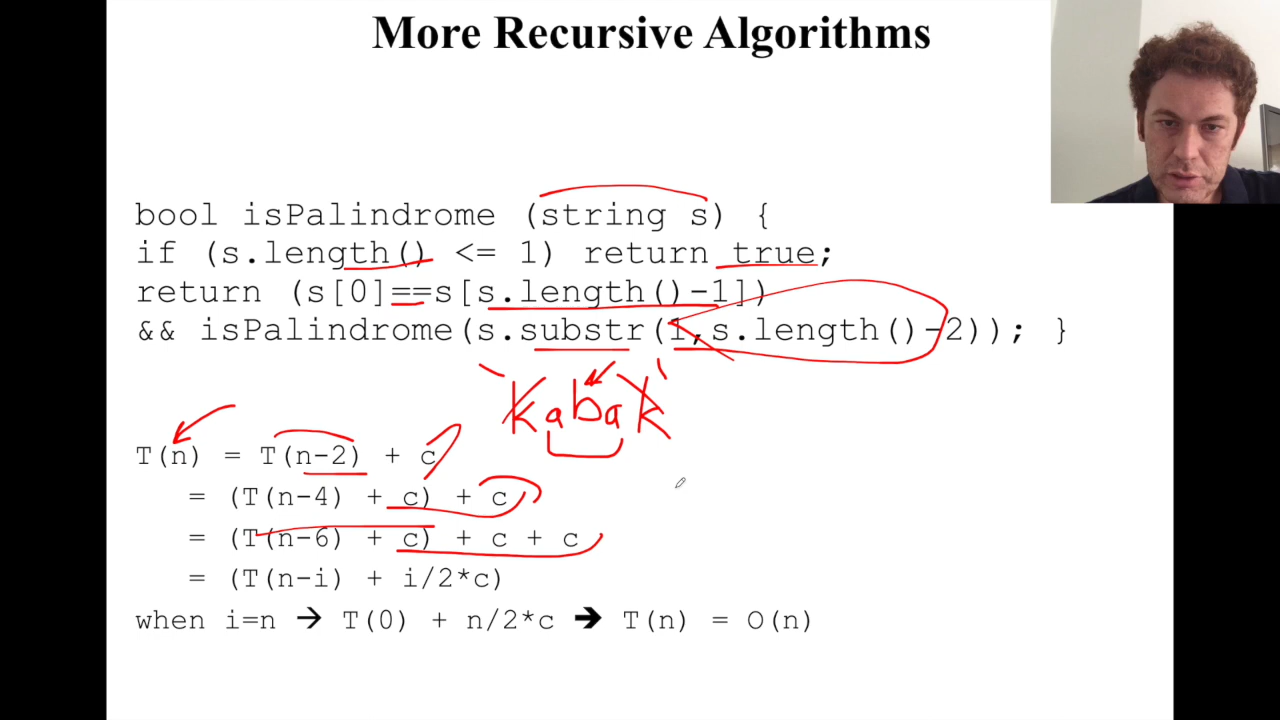 More Recursive Algorithms
bool isPalindrome (string s) {
if (s.length() <= 1) return true;
return (s[0]==s[s.length()-1])
&& isPalindrome(s.substr(1,s.length()-2)); }
kabak
T(n) = T(n-2) + c
= (T(n-4) + c) + c
= (T(n-6) + c) + c + c
= (T(n-i) + i/2*c)
when i=n → T(0) + n/2*c → T(n) = O(n)